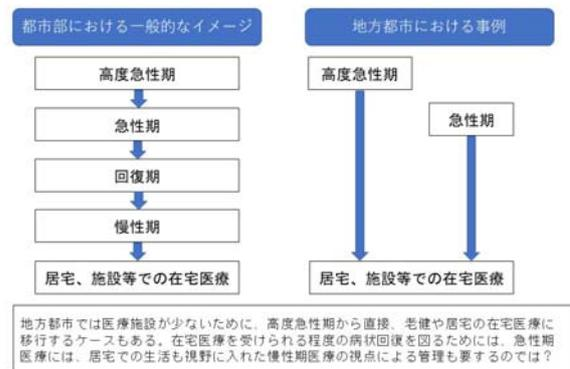 都市部における一般的なイメージ
高度急性期
急性期
回復期
慢性期
居宅、施設等での在宅医療
地方都市における事例
高度急性期
急性期
居宅、施設等での在宅医療
地方都市では医療施設が少ないために、高度急性期から直接、老健や居宅の在宅医療に
移行するケースもある。在宅医療を受けられる程度の病状回復を図るためには、急性期
医療には、居宅での生活も視野に入れた慢性期医療の視点による管理も要するのでは？